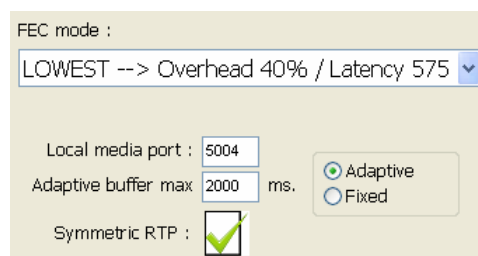 FEC mode :
LOWEST --> Overhead 40% / Latency 575
Local media port : 5004
Adaptive buffer max 2000 ms.
Adaptive
Fixed
Symmetric RTP :